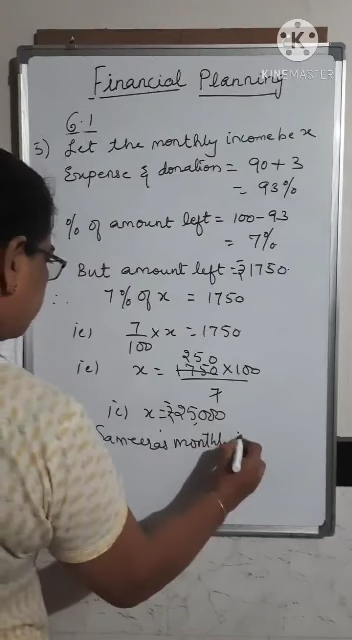 Financial Planning
KINEMASTER
6.1
3) Let the monthly income be x
Expense & donation = 90 + 3
= 93%
% of amount left = 100 - 93
= 7%
But amount left = ₹1750.
∴ 7% of x = 1750
ie) 7/100 × x = 1750
250
ie) x = 1750 × 100
7
ie) x = ₹25,000
Sameera's monthly